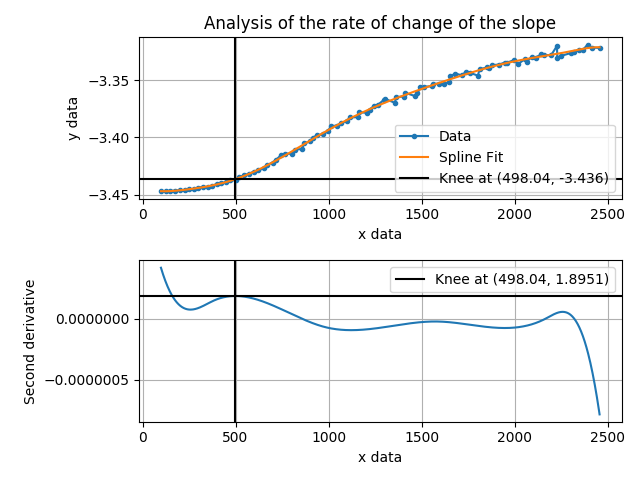 Analysis of the rate of change of the slope
−3.35
−3.40
−3.45
y data
Data
Spline Fit
Knee at (498.04, -3.436)
0 500 1000 1500 2000 2500
x data
Knee at (498.04, 1.8951)
0.0000000
−0.0000005
Second derivative
0 500 1000 1500 2000 2500
x data